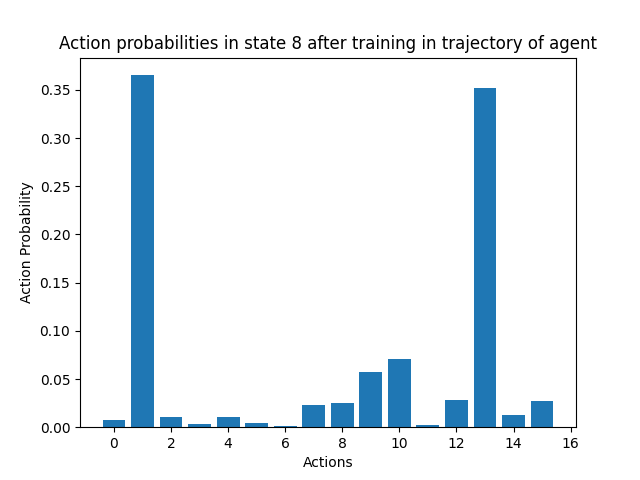 Action probabilities in state 8 after training in trajectory of agent
0.35
0.30
0.25
0.20
0.15
0.10
0.05
0.00
Action Probability
0 2 4 6 8 10 12 14 16
Actions